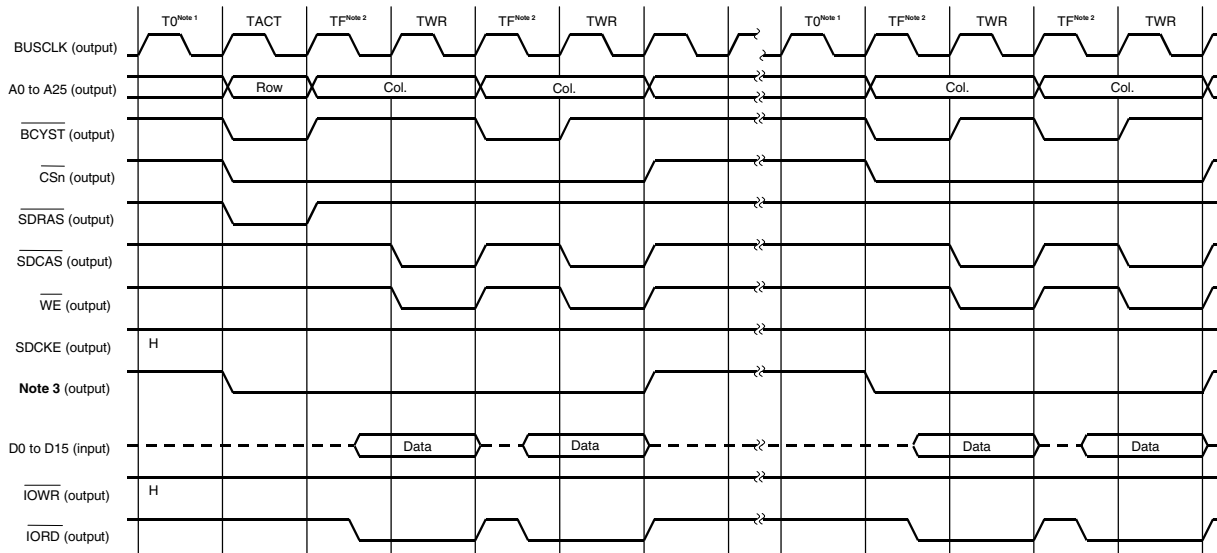 T0Note 1 TACT TFNote 2 TWR TFNote 2 TWR T0Note 1 TFNote 2 TWR TFNote 2 TWR
BUSCLK (output)
A0 to A25 (output) Row Col. Col. Col. Col.
BCYST (output)
CSn (output)
SDRAS (output)
SDCAS (output)
WE (output)
SDCKE (output) H
Note 3 (output)
D0 to D15 (input) Data Data Data Data
IOWR (output) H
IORD (output)